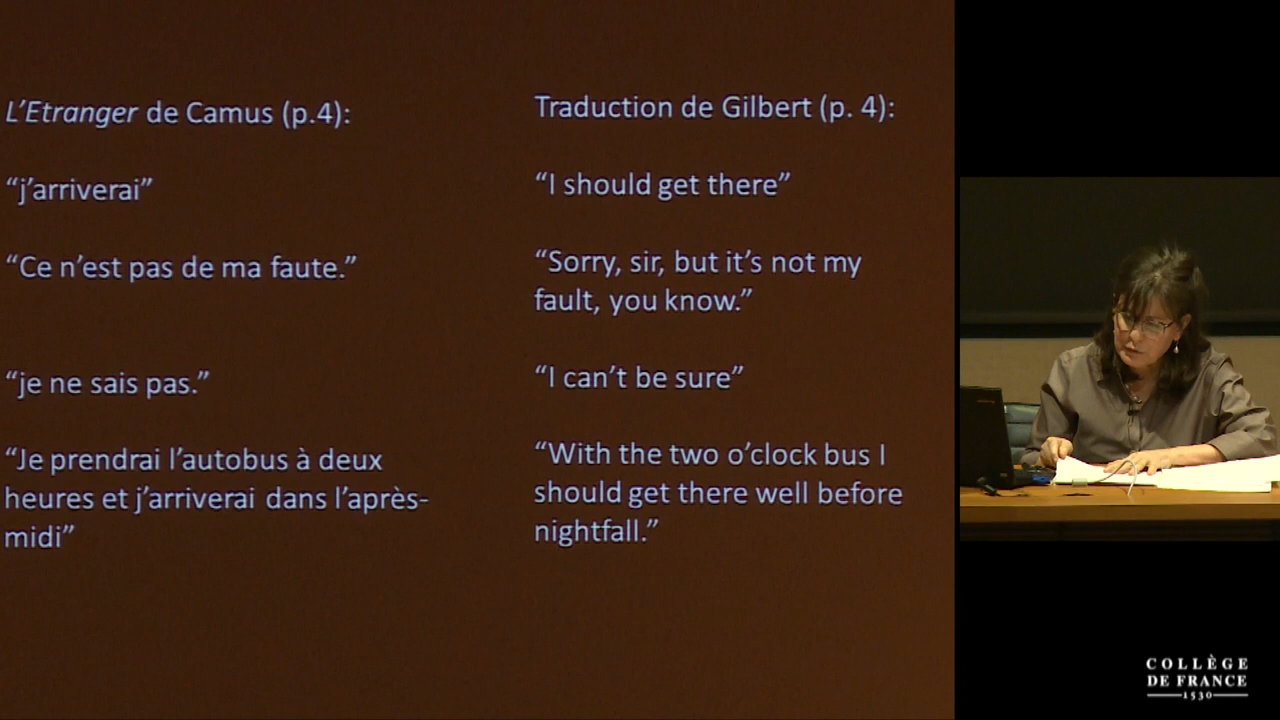 L'Etranger de Camus (p.4):
“j'arriverai”
“Ce n'est pas de ma faute.”
“je ne sais pas.”
“Je prendrai l'autobus à deux
heures et j'arriverai dans l'après-
midi”
Traduction de Gilbert (p. 4):
“I should get there”
“Sorry, sir, but it's not my
fault, you know.”
“I can't be sure”
“With the two o'clock bus I
should get there well before
nightfall.”
COLLÈGE
DE FRANCE
1530